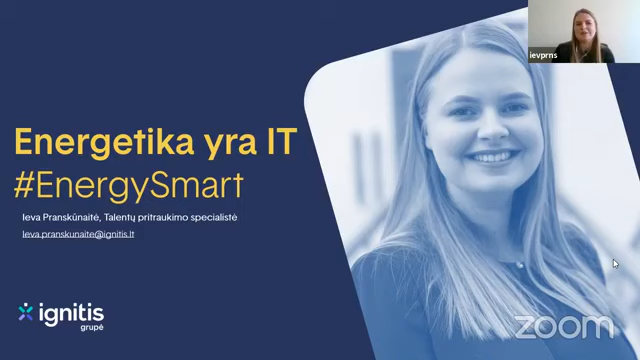 ievprns
Energetika yra IT
#EnergySmart
Ieva Pranskūnaitė, Talentų pritraukimo specialistė
Ieva.pranskunaite@ignitis.lt
ignitis
grupė
zoom